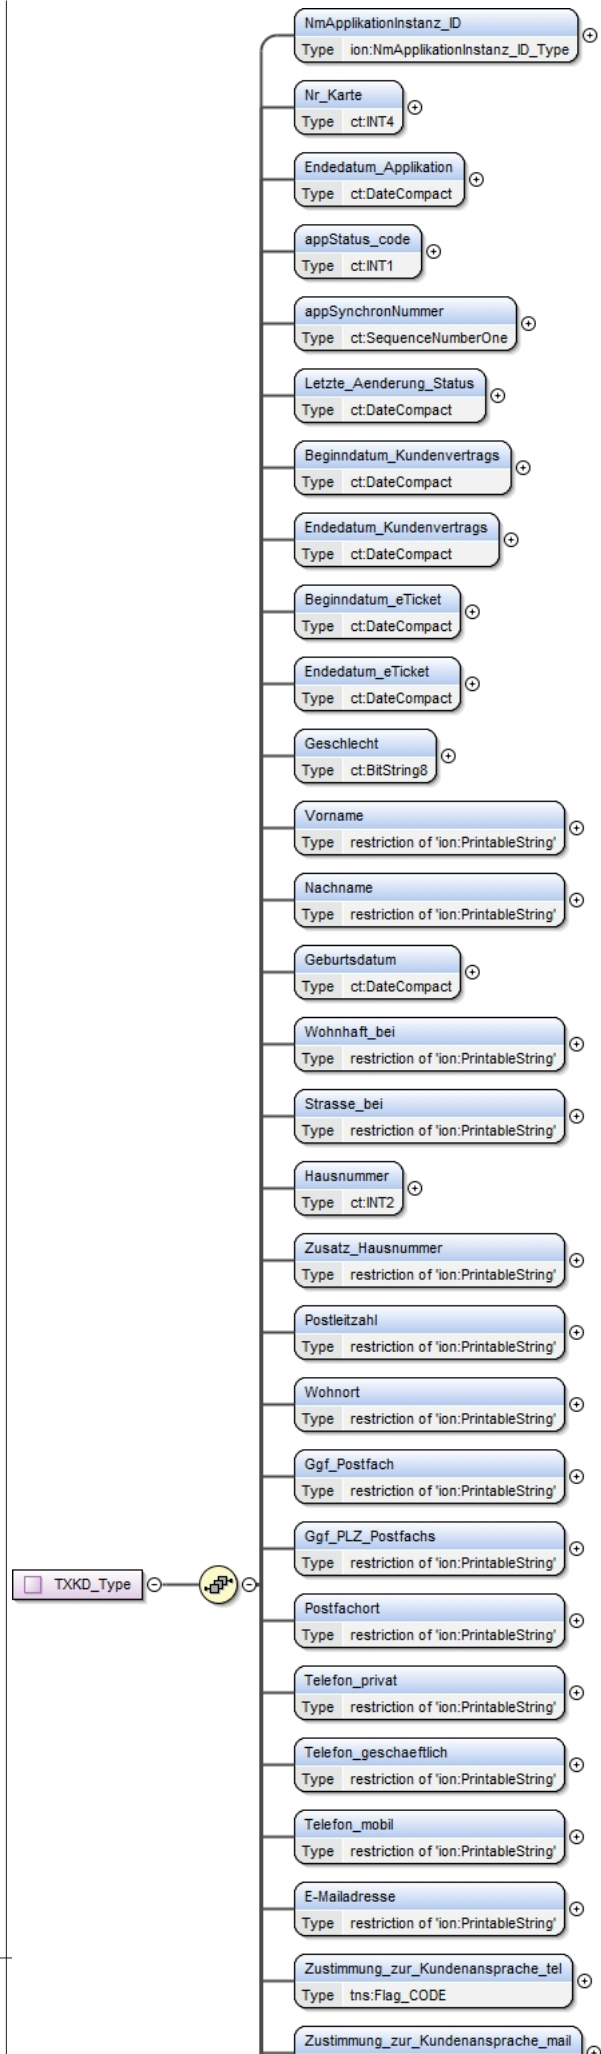 NmApplikationInstanz_ID
Type ion:NmApplikationInstanz_ID_Type
Nr_Karte
Type ct:INT4
Endedatum_Applikation
Type ct:DateCompact
appStatus_code
Type ct:INT1
appSynchronNummer
Type ct:SequenceNumberOne
Letzte_Aenderung_Status
Type ct:DateCompact
Beginndatum_Kundenvertrags
Type ct:DateCompact
Endedatum_Kundenvertrags
Type ct:DateCompact
Beginndatum_eTicket
Type ct:DateCompact
Endedatum_eTicket
Type ct:DateCompact
Geschlecht
Type ct:BitString8
Vorname
Type restriction of 'ion:PrintableString'
Nachname
Type restriction of 'ion:PrintableString'
Geburtsdatum
Type ct:DateCompact
Wohnhaft_bei
Type restriction of 'ion:PrintableString'
Strasse_bei
Type restriction of 'ion:PrintableString'
Hausnummer
Type ct:INT2
Zusatz_Hausnummer
Type restriction of 'ion:PrintableString'
Postleitzahl
Type restriction of 'ion:PrintableString'
Wohnort
Type restriction of 'ion:PrintableString'
Ggf_Postfach
Type restriction of 'ion:PrintableString'
Ggf_PLZ_Postfachs
Type restriction of 'ion:PrintableString'
TXKD_Type
Postfachort
Type restriction of 'ion:PrintableString'
Telefon_privat
Type restriction of 'ion:PrintableString'
Telefon_geschaeftlich
Type restriction of 'ion:PrintableString'
Telefon_mobil
Type restriction of 'ion:PrintableString'
E-Mailadresse
Type restriction of 'ion:PrintableString'
Zustimmung_zur_Kundenansprache_tel
Type tns:Flag_CODE
Zustimmung_zur_Kundenansprache_mail